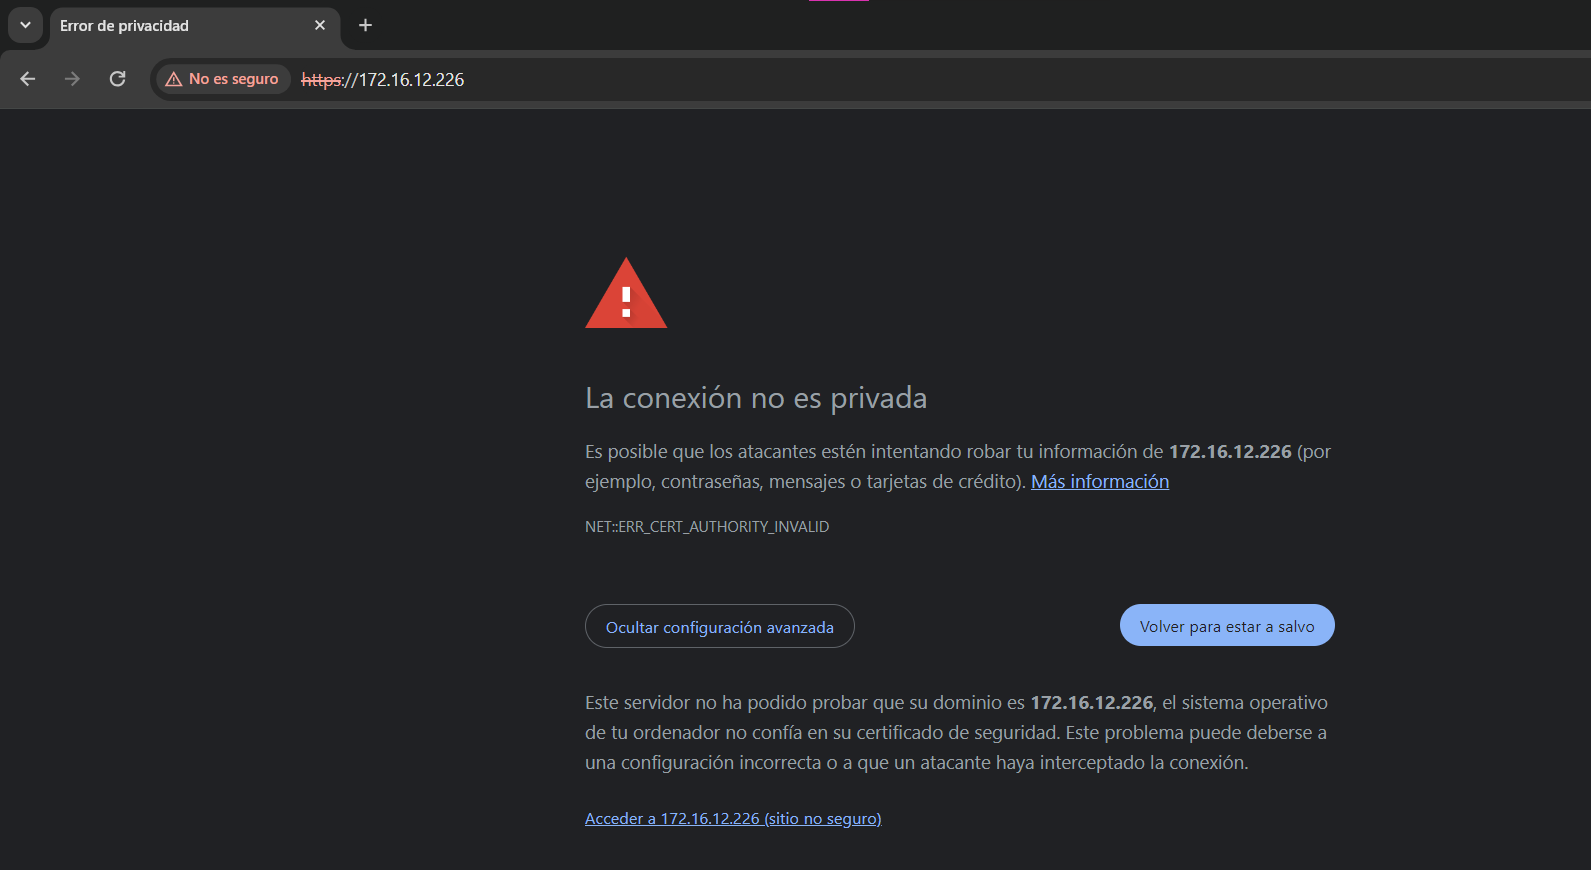 Error de privacidad
No es seguro
https://172.16.12.226
La conexión no es privada
Es posible que los atacantes estén intentando robar tu información de 172.16.12.226 (por
ejemplo, contraseñas, mensajes o tarjetas de crédito). Más información
NET::ERR_CERT_AUTHORITY_INVALID
Ocultar configuración avanzada
Volver para estar a salvo
Este servidor no ha podido probar que su dominio es 172.16.12.226, el sistema operativo
de tu ordenador no confía en su certificado de seguridad. Este problema puede deberse a
una configuración incorrecta o a que un atacante haya interceptado la conexión.
Acceder a 172.16.12.226 (sitio no seguro)